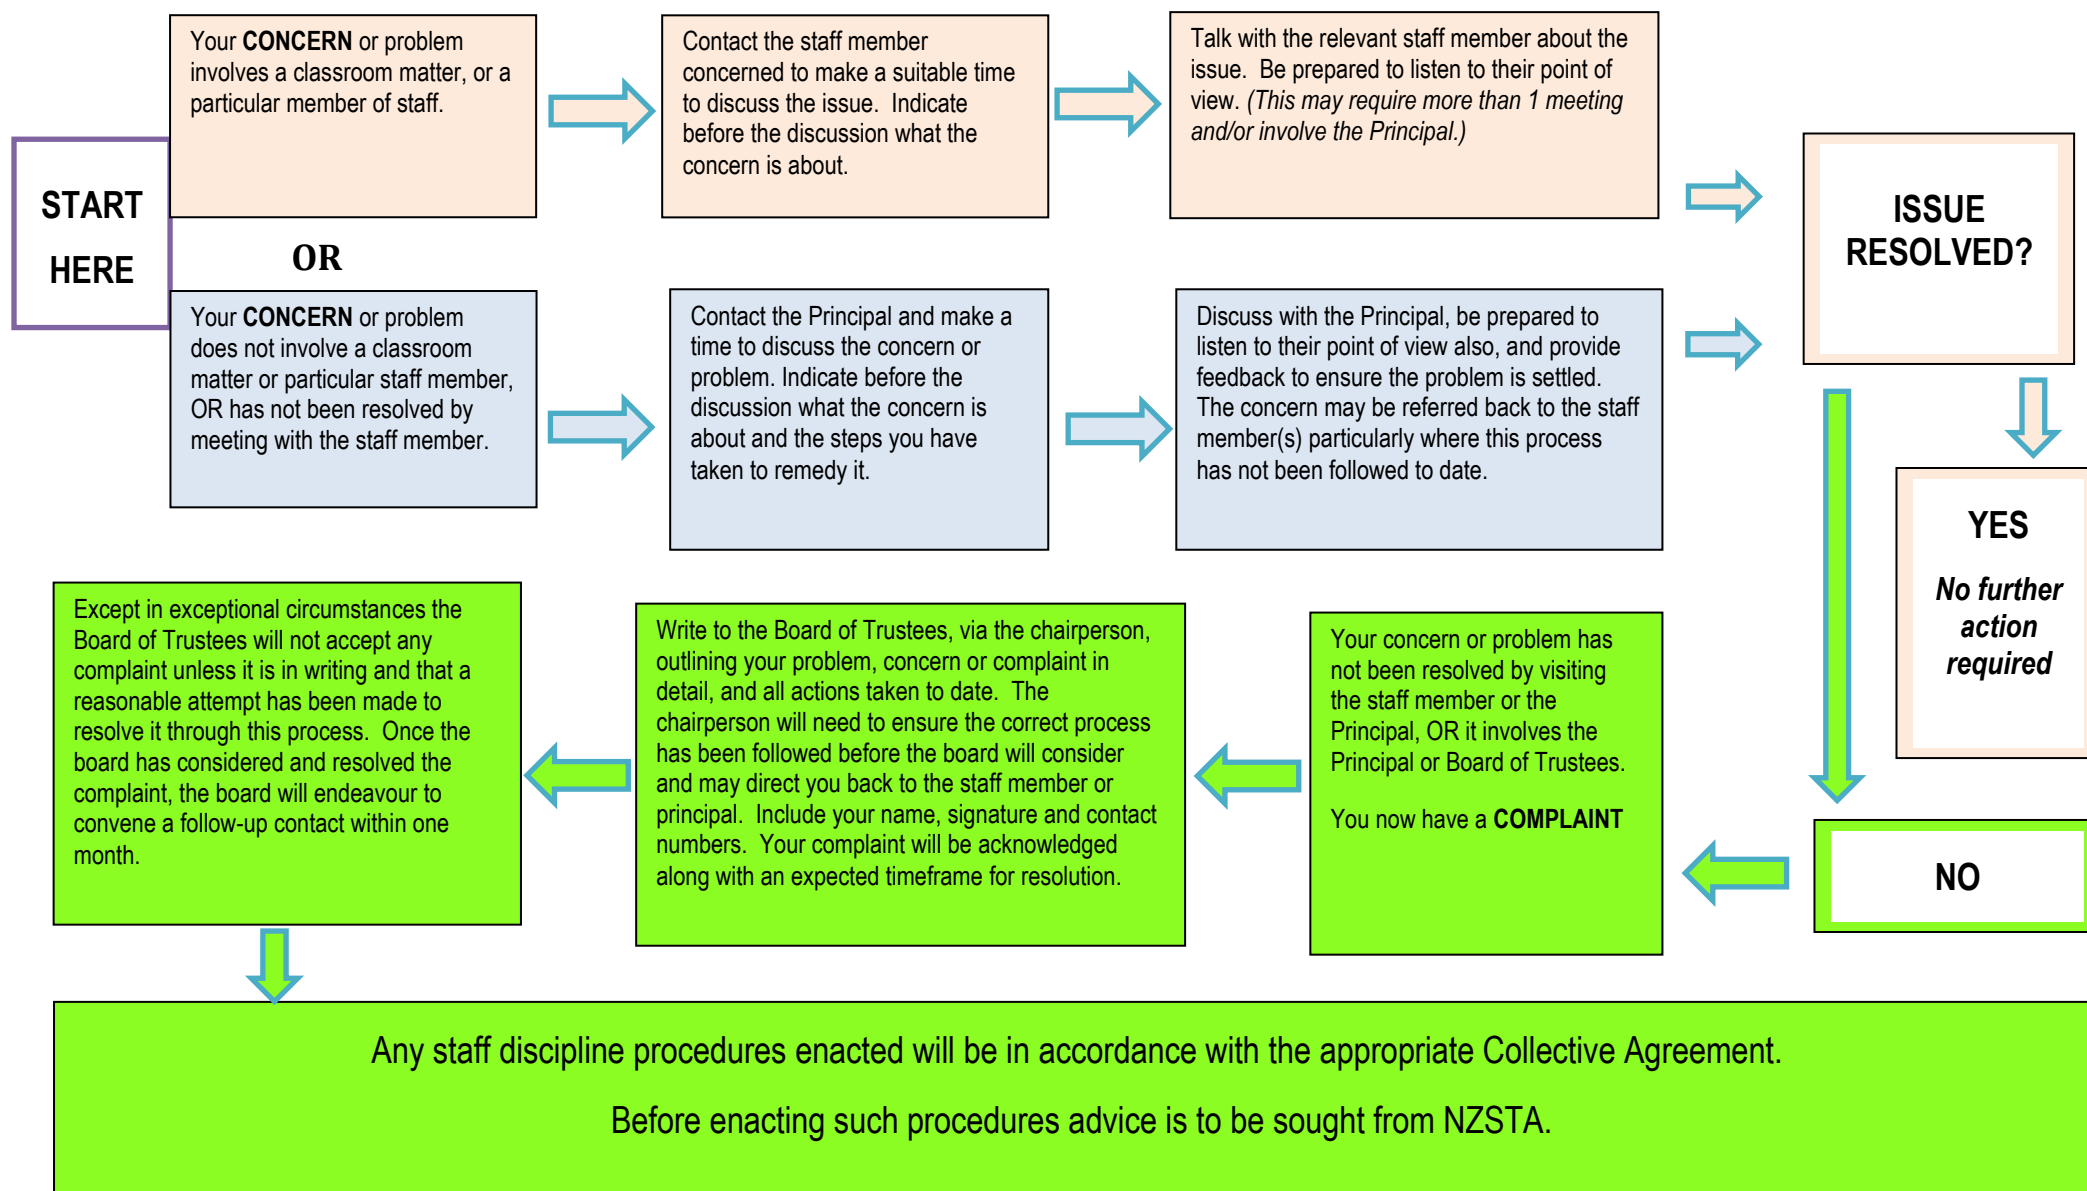 START
HERE
Your CONCERN or problem
involves a classroom matter, or a
particular member of staff.
Contact the staff member
concerned to make a suitable time
to discuss the issue.  Indicate
before the discussion what the
concern is about.
Talk with the relevant staff member about the
issue.  Be prepared to listen to their point of
view. (This may require more than 1 meeting
and/or involve the Principal.)
OR
Your CONCERN or problem
does not involve a classroom
matter or particular staff member,
OR has not been resolved by
meeting with the staff member.
Contact the Principal and make a
time to discuss the concern or
problem. Indicate before the
discussion what the concern is
about and the steps you have
taken to remedy it.
Discuss with the Principal, be prepared to
listen to their point of view also, and provide
feedback to ensure the problem is settled.
The concern may be referred back to the staff
member(s) particularly where this process
has not been followed to date.
ISSUE
RESOLVED?
YES
No further
action
required
NO
Your concern or problem has
not been resolved by visiting
the staff member or the
Principal, OR it involves the
Principal or Board of Trustees.
You now have a COMPLAINT
Write to the Board of Trustees, via the chairperson,
outlining your problem, concern or complaint in
detail, and all actions taken to date.  The
chairperson will need to ensure the correct process
has been followed before the board will consider
and may direct you back to the staff member or
principal.  Include your name, signature and contact
numbers.  Your complaint will be acknowledged
along with an expected timeframe for resolution.
Except in exceptional circumstances the
Board of Trustees will not accept any
complaint unless it is in writing and that a
reasonable attempt has been made to
resolve it through this process.  Once the
board has considered and resolved the
complaint, the board will endeavour to
convene a follow-up contact within one
month.
Any staff discipline procedures enacted will be in accordance with the appropriate Collective Agreement.
Before enacting such procedures advice is to be sought from NZSTA.